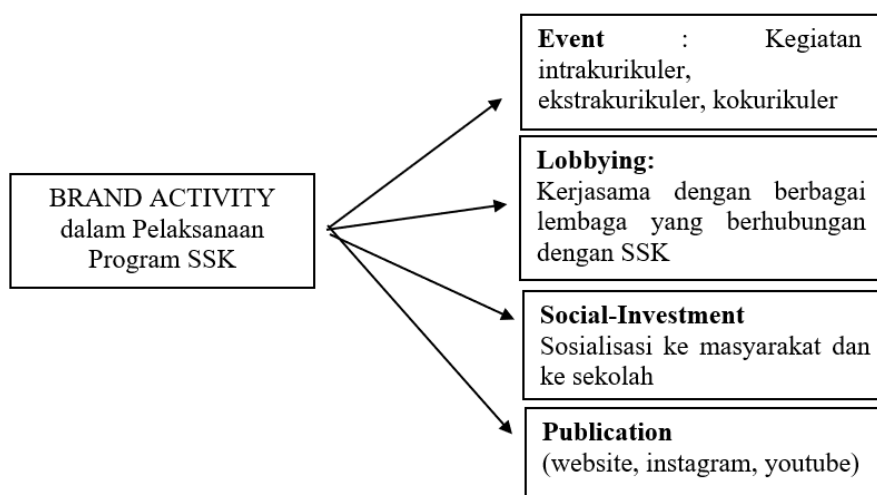 BRAND ACTIVITY
dalam Pelaksanaan
Program SSK
Event : Kegiatan
intrakurikuler,
ekstrakurikuler, kokurikuler
Lobbying:
Kerjasama dengan berbagai
lembaga yang berhubungan
dengan SSK
Social-Investment
Sosialisasi ke masyarakat dan
ke sekolah
Publication
(website, instagram, youtube)